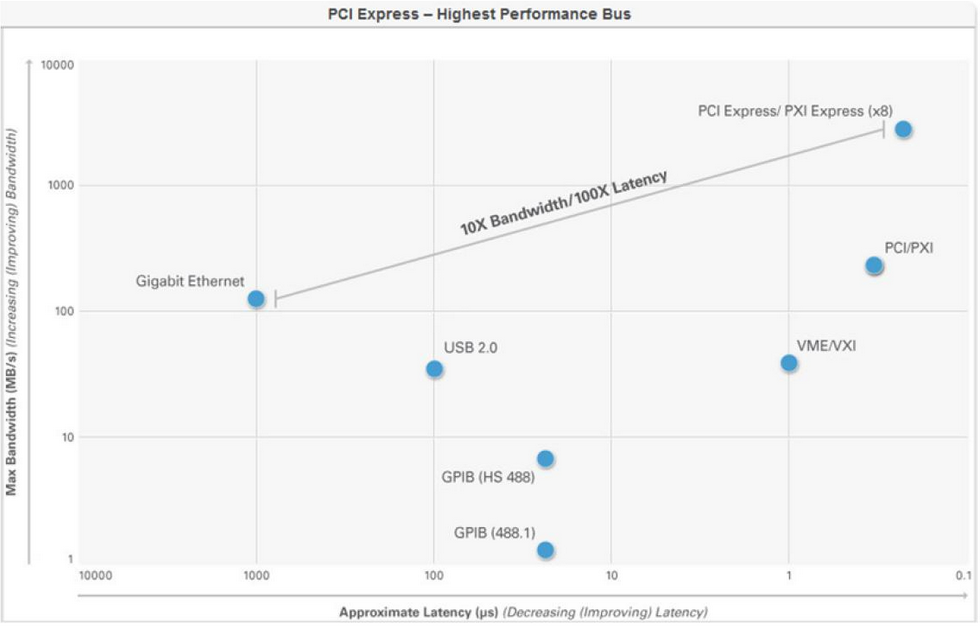 PCI Express – Highest Performance Bus
10000
PCI Express/ PXI Express (x8)
1000
10X Bandwidth/100X Latency
PCI/PXI
Gigabit Ethernet
100
USB 2.0
VME/VXI
10
GPIB (HS 488)
GPIB (488.1)
1
Max Bandwidth (MB/s) (Increasing (Improving) Bandwidth)
10000 1000 100 10 1 0.1
Approximate Latency (µs) (Decreasing (Improving) Latency)